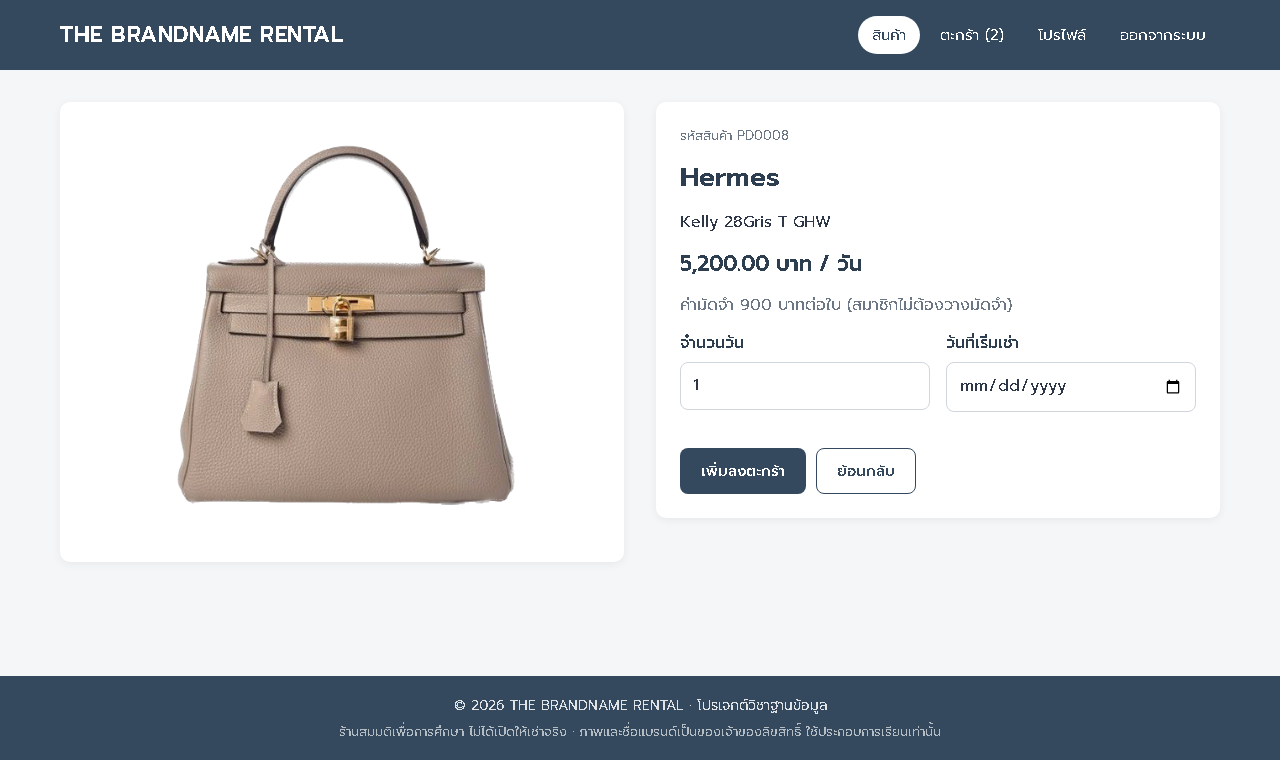 THE BRANDNAME RENTAL
สินค้า
ตะกร้า (2)
โปรไฟล์
ออกจากระบบ
รหัสสินค้า PD0008
Hermes
Kelly 28Gris T GHW
5,200.00 บาท / วัน
ค่ามัดจำ 900 บาทต่อใบ (สมาชิกไม่ต้องวางมัดจำ)
จำนวนวัน
วันที่เริ่มเช่า
1
mm/dd/yyyy
เพิ่มลงตะกร้า
ย้อนกลับ
© 2026 THE BRANDNAME RENTAL · โปรเจกต์วิชาฐานข้อมูล
ร้านสมมติเพื่อการศึกษา ไม่ได้เปิดให้เช่าจริง · ภาพและชื่อแบรนด์เป็นของเจ้าของลิขสิทธิ์ ใช้ประกอบการเรียนเท่านั้น